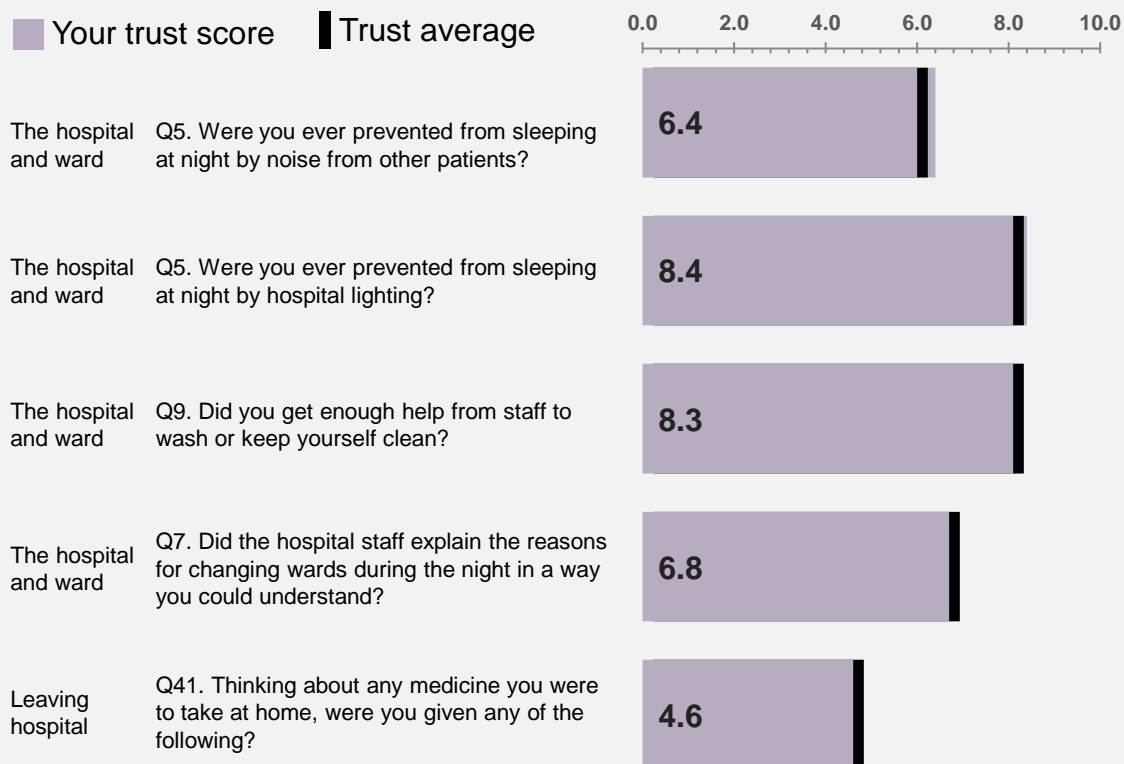 Your trust score Trust average
0.0 2.0 4.0 6.0 8.0 10.0
The hospital
and ward
Q5. Were you ever prevented from sleeping
at night by noise from other patients?
6.4
The hospital
and ward
Q5. Were you ever prevented from sleeping
at night by hospital lighting?
8.4
The hospital
and ward
Q9. Did you get enough help from staff to
wash or keep yourself clean?
8.3
The hospital
and ward
Q7. Did the hospital staff explain the reasons
for changing wards during the night in a way
you could understand?
6.8
Leaving
hospital
Q41. Thinking about any medicine you were
to take at home, were you given any of the
following?
4.6